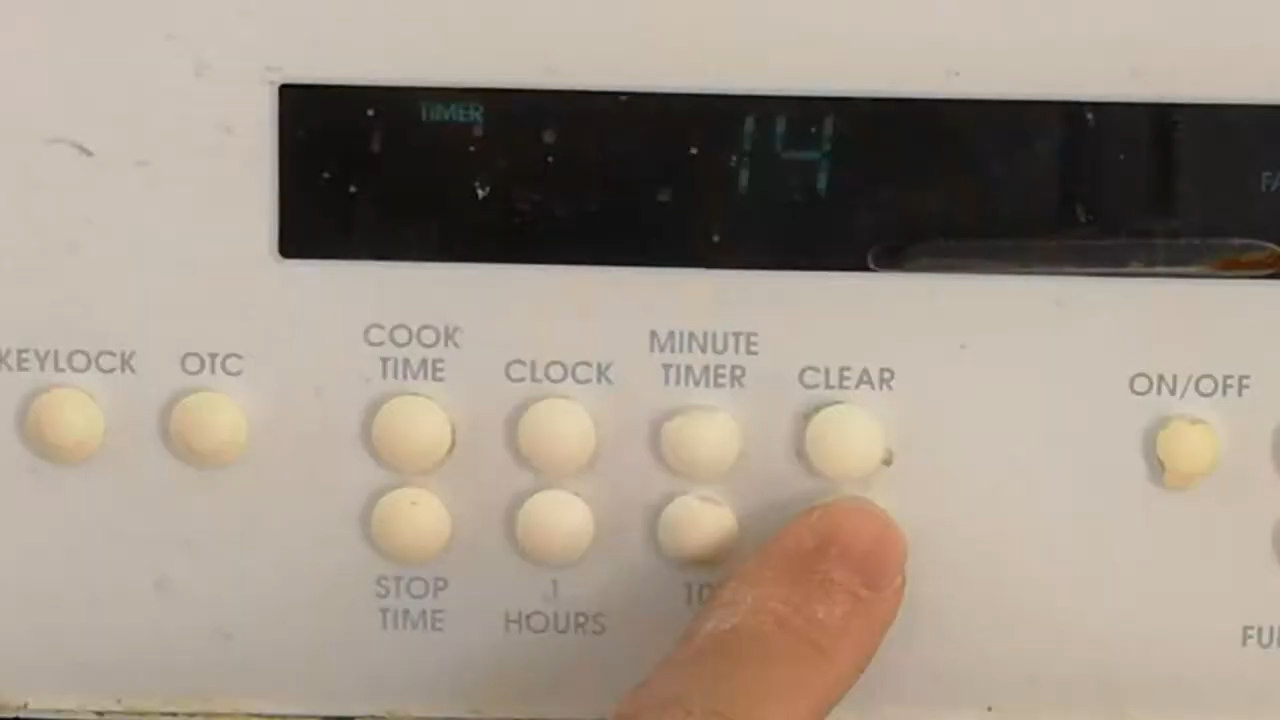 TIMER
14
KEYLOCK
OTC
COOK
TIME
CLOCK
MINUTE
TIMER
CLEAR
ON/OFF
STOP
TIME
1
HOURS